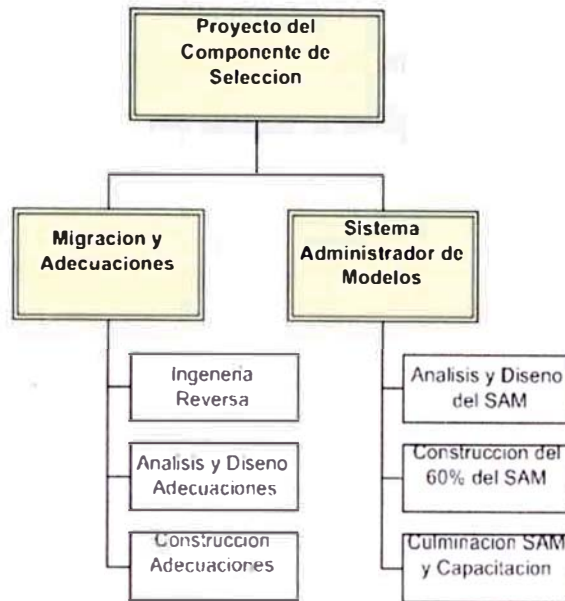 Proyecto del
Componente de
Seleccion
Migracion y
Adecuaciones
Sistema
Administrador de
Modelos
Ingeneria
Reversa
Analisis y Diseno
Adecuaciones
Construccion
Adecuaciones
Analisis y Diseno
del SAM
Construccion del
60% del SAM
Culminacion SAM
y Capacitacion